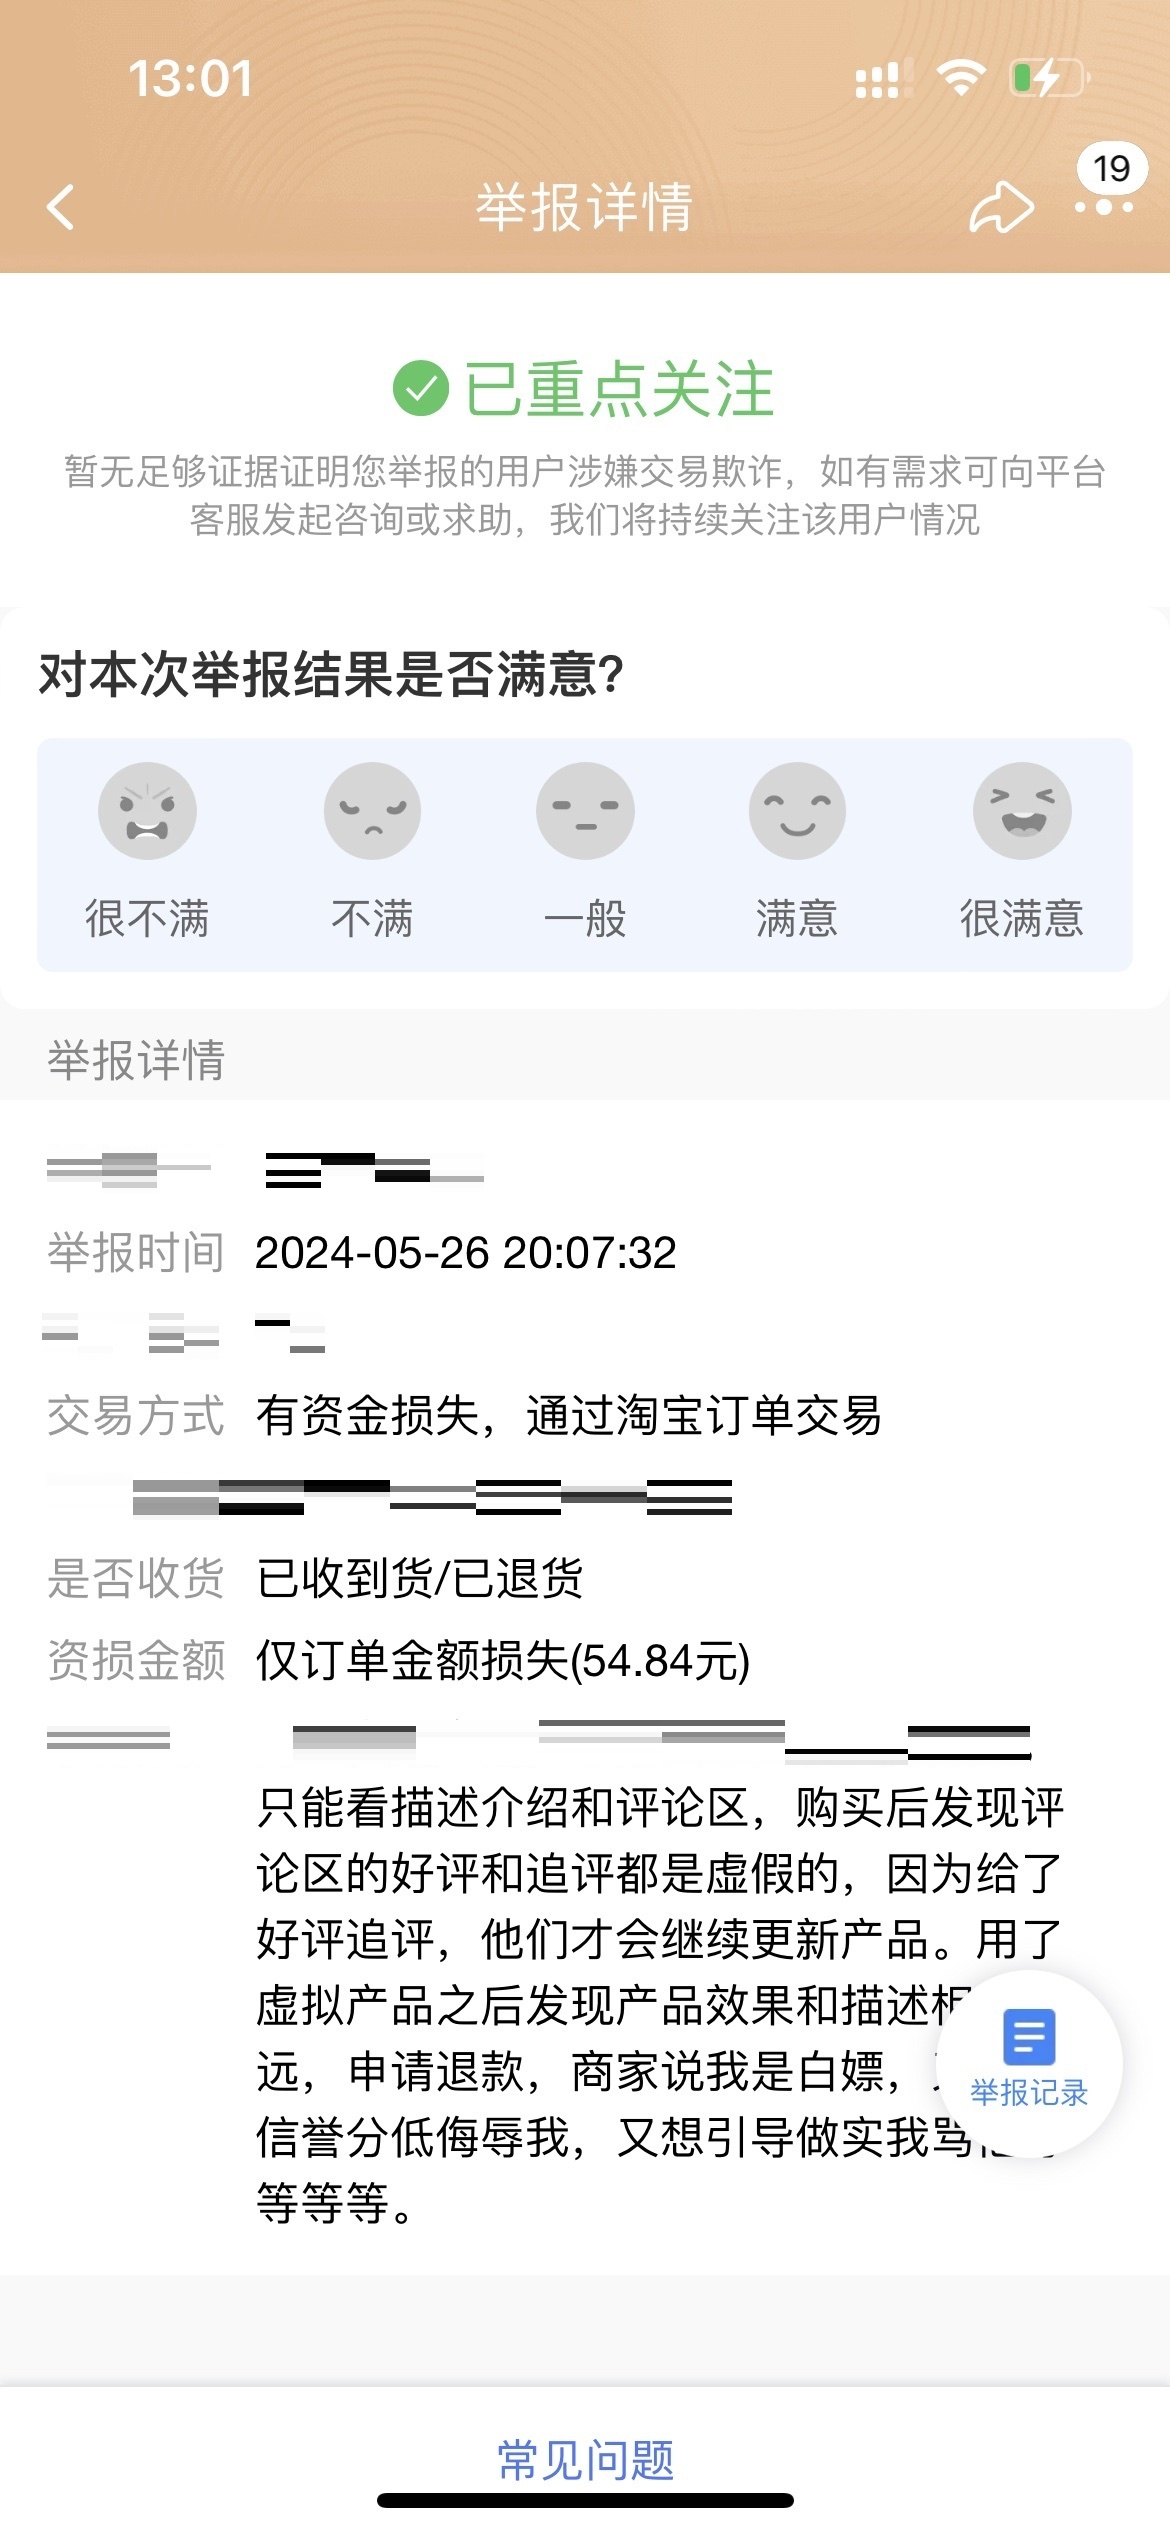 13:01
19
举报详情
已重点关注
暂无足够证据证明您举报的用户涉嫌交易欺诈，如有需求可向平台
客服发起咨询或求助，我们将持续关注该用户情况
对本次举报结果是否满意?
很不满 不满 一般 满意 很满意
举报详情
举报时间 2024-05-26 20:07:32
交易方式 有资金损失，通过淘宝订单交易
是否收货 已收到货/已退货
资损金额 仅订单金额损失(54.84元)
只能看描述介绍和评论区，购买后发现评
论区的好评和追评都是虚假的，因为给了
好评追评，他们才会继续更新产品。用了
虚拟产品之后发现产品效果和描述
远，申请退款，商家说我是白嫖，
信誉分低侮辱我，又想引导做实我骂
等等等。
举报记录
常见问题